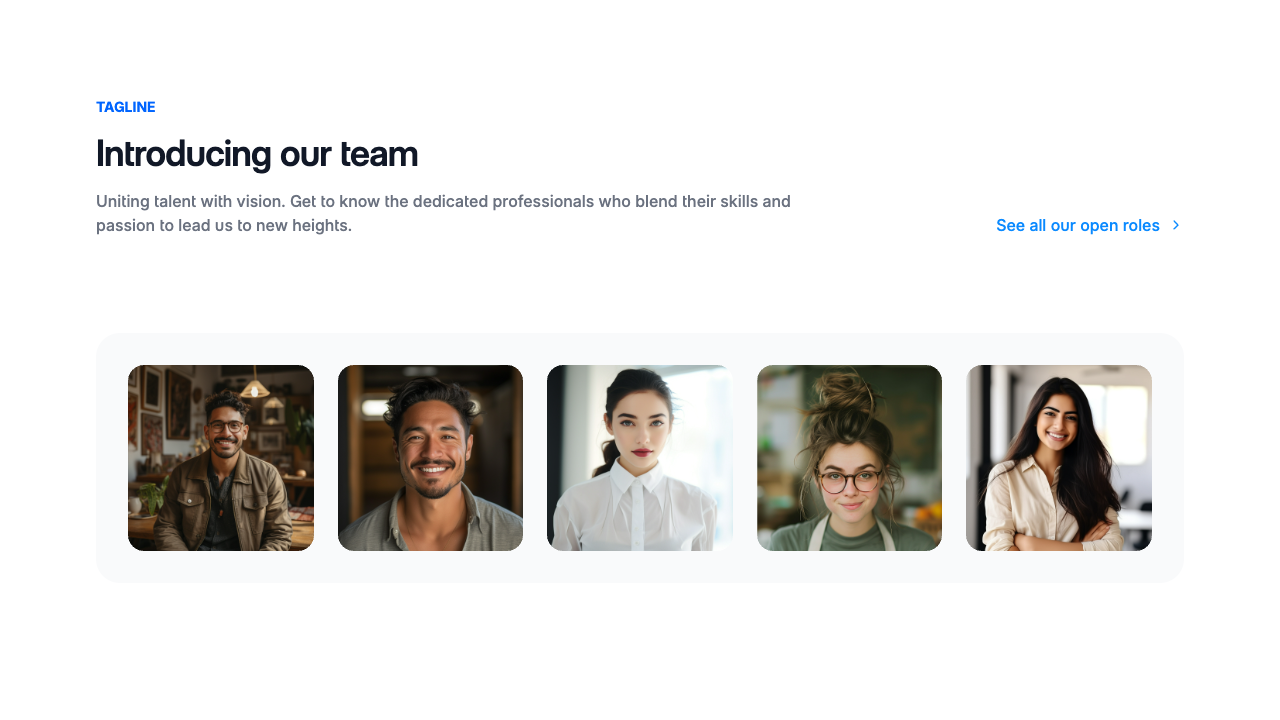 TAGLINE
Introducing our team
Uniting talent with vision. Get to know the dedicated professionals who blend their skills and
passion to lead us to new heights.
See all our open roles